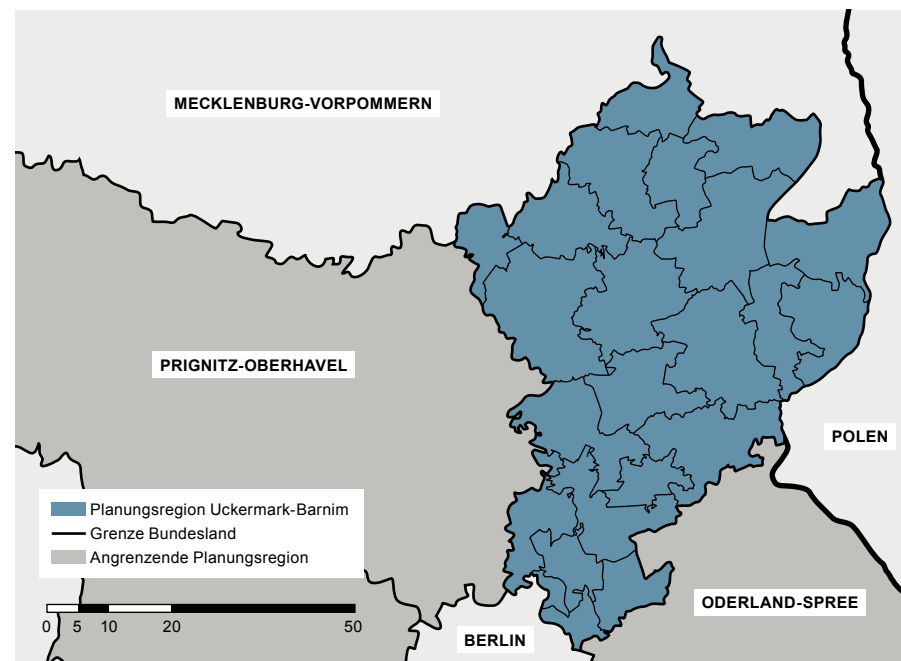 MECKLENBURG-VORPOMMERN
PRIGNITZ-OBERHAVEL
POLEN
Planungsregion Uckermark-Barnim
Grenze Bundesland
Angrenzende Planungsregion
0 5 10 20 50
ODERLAND-SPREE
BERLIN